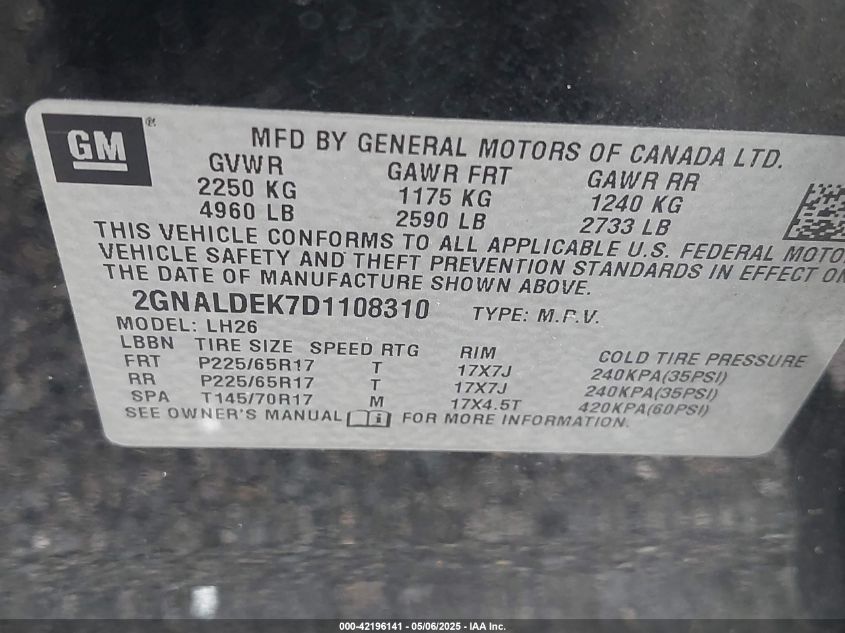 GM ®
MFD BY GENERAL MOTORS OF CANADA LTD.
GVWR GAWR FRT GAWR RR
2250 KG 1175 KG 1240 KG
4960 LB 2590 LB 2733 LB
THIS VEHICLE CONFORMS TO ALL APPLICABLE U.S. FEDERAL MOTO
VEHICLE SAFETY AND THEFT PREVENTION STANDARDS IN EFFECT ON
THE DATE OF MANUFACTURE SHOWN ABOVE.
2GNALDEK7D1108310 TYPE: M.P.V.
MODEL: LH26
LBBN TIRE SIZE SPEED RTG RIM COLD TIRE PRESSURE
FRT P225/65R17 T 17X7J 240KPA(35PSI)
RR P225/65R17 T 17X7J 240KPA(35PSI)
SPA T145/70R17 M 17X4.5T 420KPA(60PSI)
SEE OWNER'S MANUAL i FOR MORE INFORMATION.
000-42196141 - 05/06/2025 - IAA Inc.